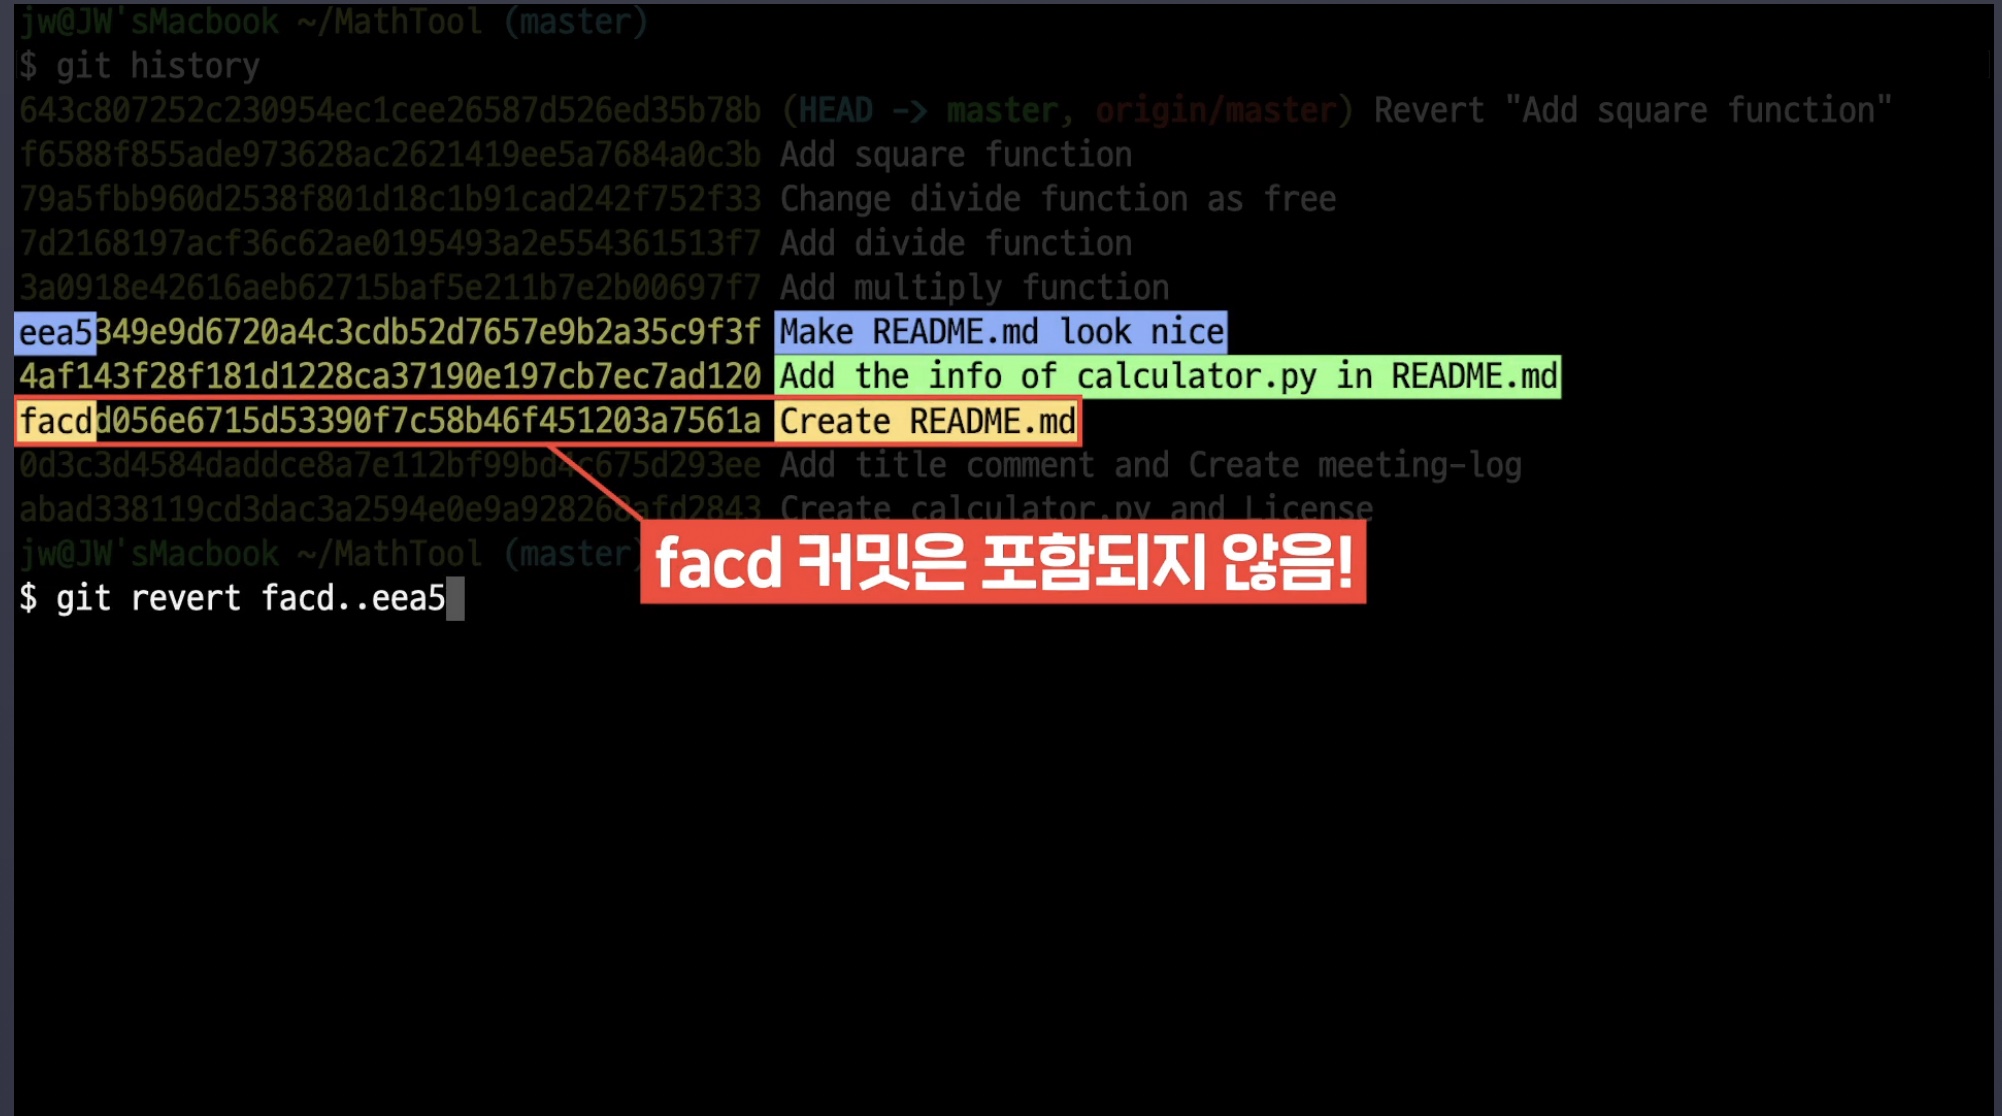 jw@JW'sMacbook ~/MathTool (master)
$ git history
643c807252c230954ec1cee26587d526ed35b78b (HEAD -> master, origin/master) Revert "Add square function"
f6588f855ade973628ac2621419ee5a7684a0c3b Add square function
79a5fbb960d2538f801d18c1b91cad242f752f33 Change divide function as free
7d2168197acf36c62ae0195493a2e554361513f7 Add divide function
3a0918e42616aeb62715baf5e211b7e2b00697f7 Add multiply function
eea5349e9d6720a4c3cdb52d7657e9b2a35c9f3f Make README.md look nice
4af143f28f181d1228ca37190e197cb7ec7ad120 Add the info of calculator.py in README.md
facdd056e6715d53390f7c58b46f451203a7561a Create README.md
0d3c3d4584daddce8a7e112bf99bd4c675d293ee Add title comment and Create meeting-log
abad338119cd3dac3a2594e0e9a928268afd2843 Create calculator.py and License
jw@JW'sMacbook ~/MathTool (master)
facd 커밋은 포함되지 않음!
$ git revert facd..eea5